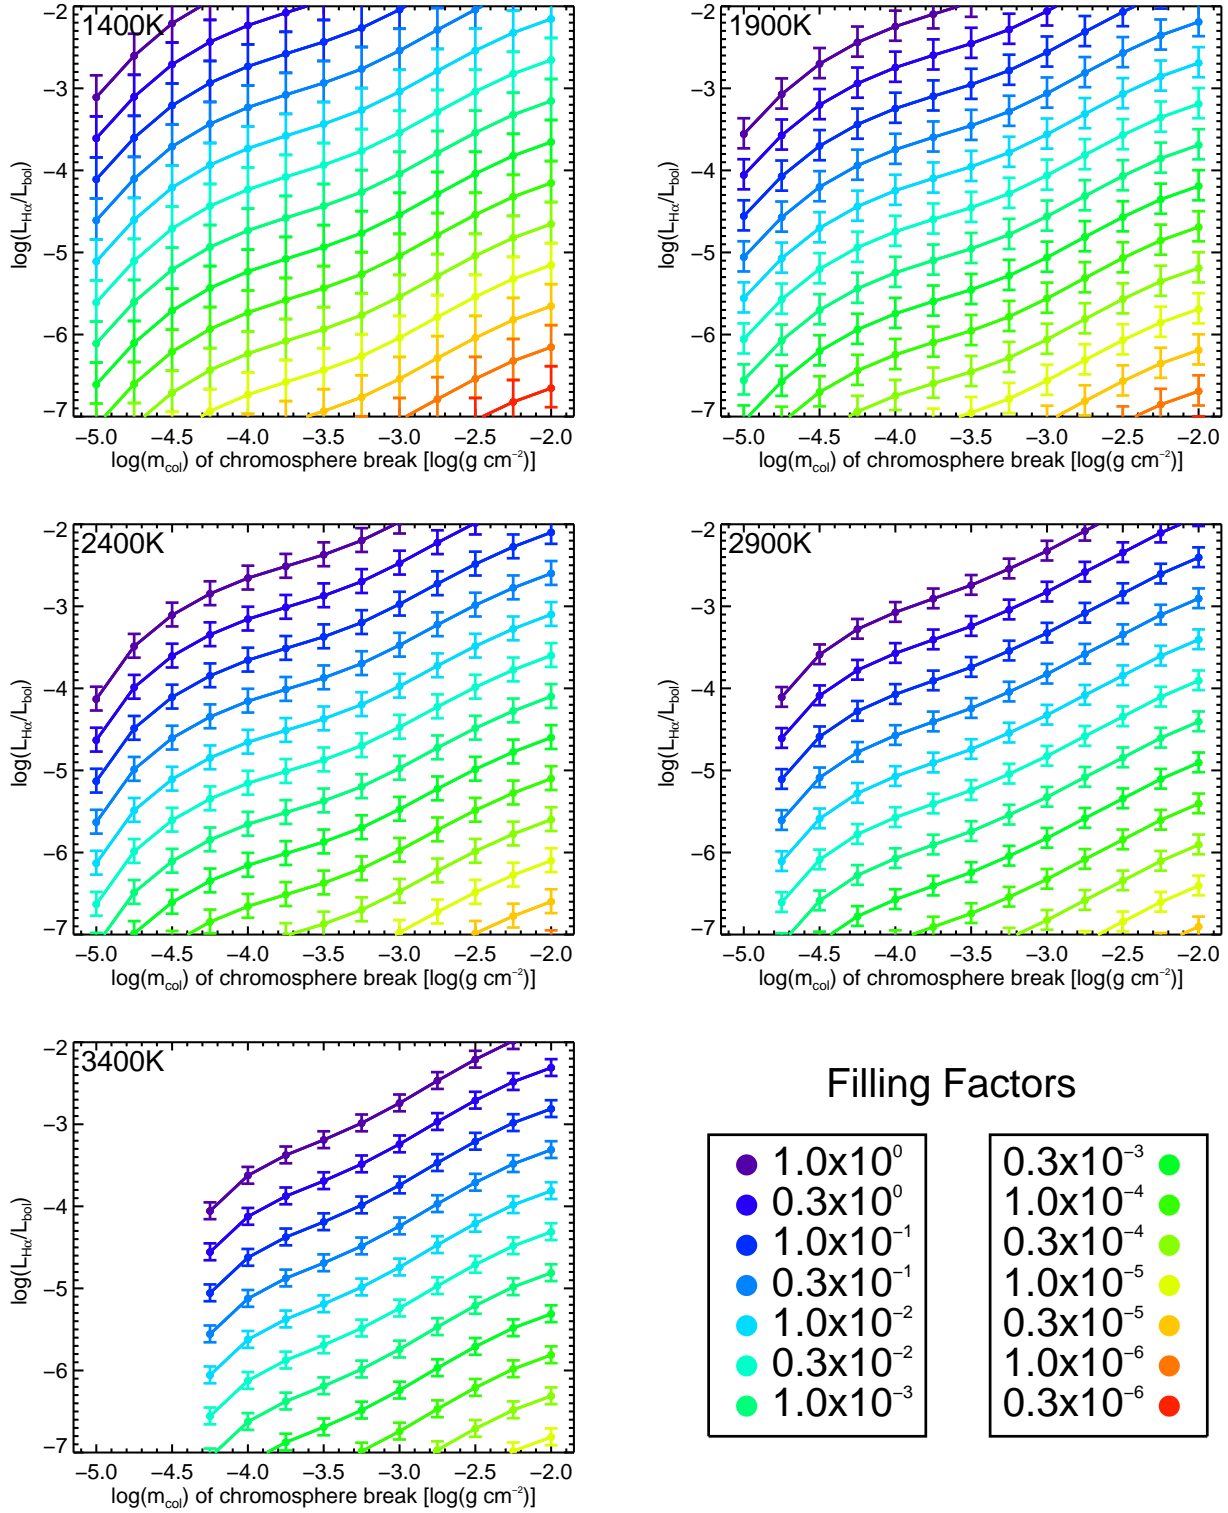 1400K
−2
−3
−4
−5
−6
−7
log(L_Hα/L_bol)
−5.0 −4.5 −4.0 −3.5 −3.0 −2.5 −2.0
log(m_col) of chromosphere break [log(g cm⁻²)]
1900K
−2
−3
−4
−5
−6
−7
log(L_Hα/L_bol)
−5.0 −4.5 −4.0 −3.5 −3.0 −2.5 −2.0
log(m_col) of chromosphere break [log(g cm⁻²)]
2400K
−2
−3
−4
−5
−6
−7
log(L_Hα/L_bol)
−5.0 −4.5 −4.0 −3.5 −3.0 −2.5 −2.0
log(m_col) of chromosphere break [log(g cm⁻²)]
2900K
−2
−3
−4
−5
−6
−7
log(L_Hα/L_bol)
−5.0 −4.5 −4.0 −3.5 −3.0 −2.5 −2.0
log(m_col) of chromosphere break [log(g cm⁻²)]
3400K
−2
−3
−4
−5
−6
−7
log(L_Hα/L_bol)
−5.0 −4.5 −4.0 −3.5 −3.0 −2.5 −2.0
log(m_col) of chromosphere break [log(g cm⁻²)]
Filling Factors
1.0x10⁰
0.3x10⁰
1.0x10⁻¹
0.3x10⁻¹
1.0x10⁻²
0.3x10⁻²
1.0x10⁻³
0.3x10⁻³
1.0x10⁻⁴
0.3x10⁻⁴
1.0x10⁻⁵
0.3x10⁻⁵
1.0x10⁻⁶
0.3x10⁻⁶